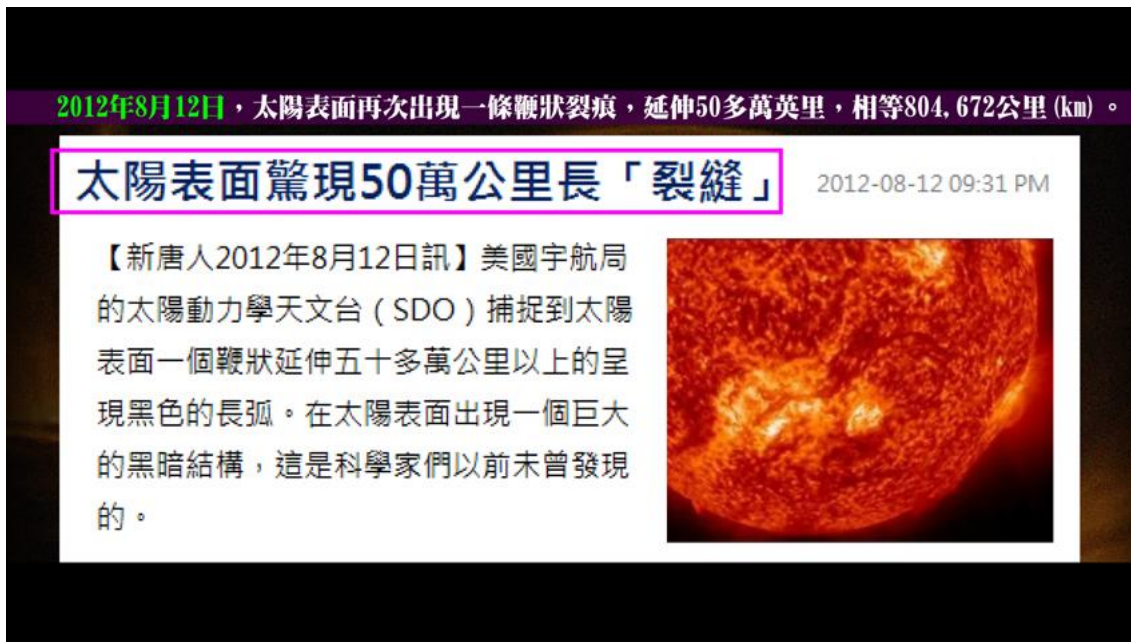 2012年8月12日，太陽表面再次出現一條鞭狀裂痕，延伸50多萬英里，相等804,672公里(km)。
太陽表面驚現50萬公里長「裂縫」
2012-08-12 09:31 PM
【新唐人2012年8月12日訊】美國宇航局
的太陽動力學天文台（SDO）捕捉到太陽
表面一個鞭狀延伸五十多萬公里以上的呈
現黑色的長弧。在太陽表面出現一個巨大
的黑暗結構，這是科學家們以前未曾發現
的。